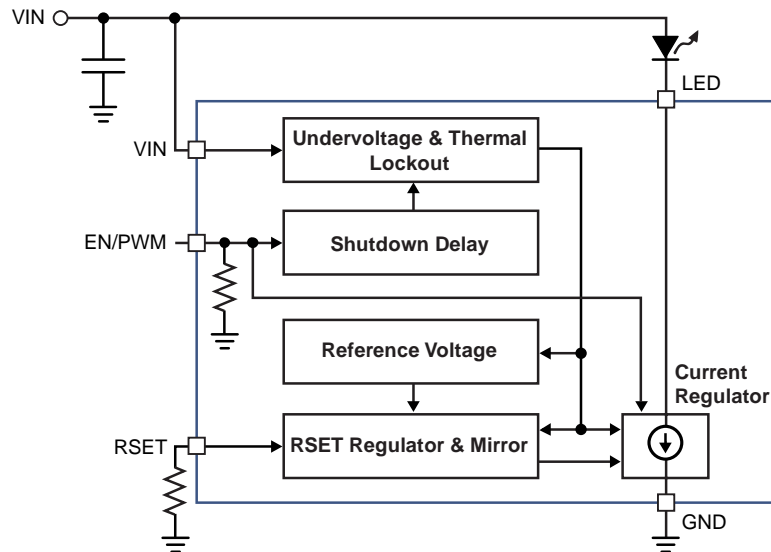 VIN
LED
VIN
Undervoltage & Thermal
Lockout
EN/PWM
Shutdown Delay
Reference Voltage
Current
Regulator
RSET
RSET Regulator & Mirror
GND